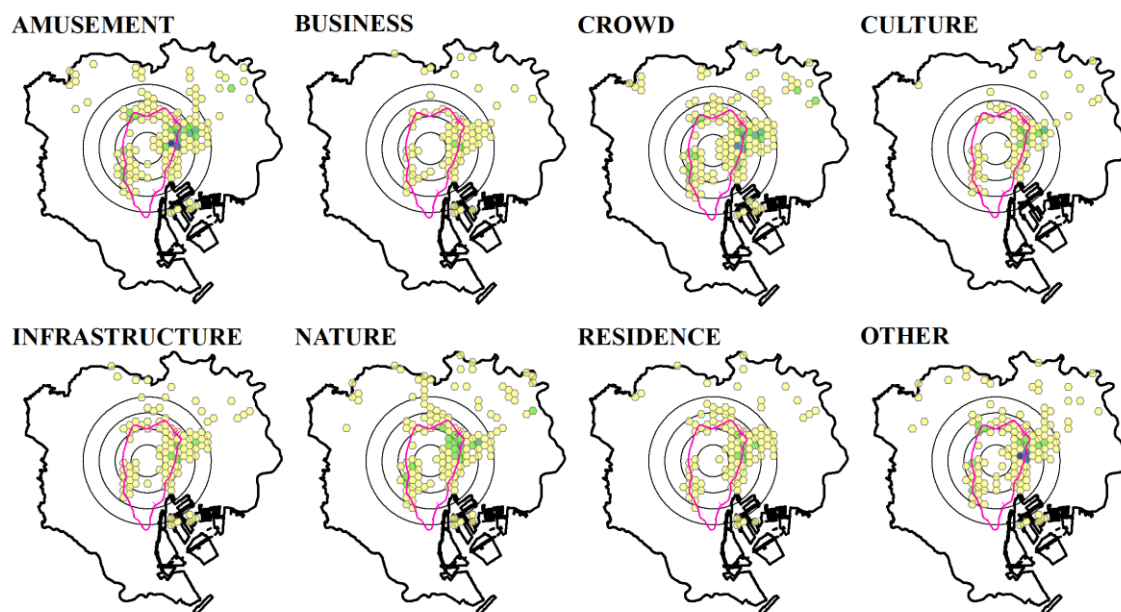 AMUSEMENT
BUSINESS
CROWD
CULTURE
INFRASTRUCTURE
NATURE
RESIDENCE
OTHER